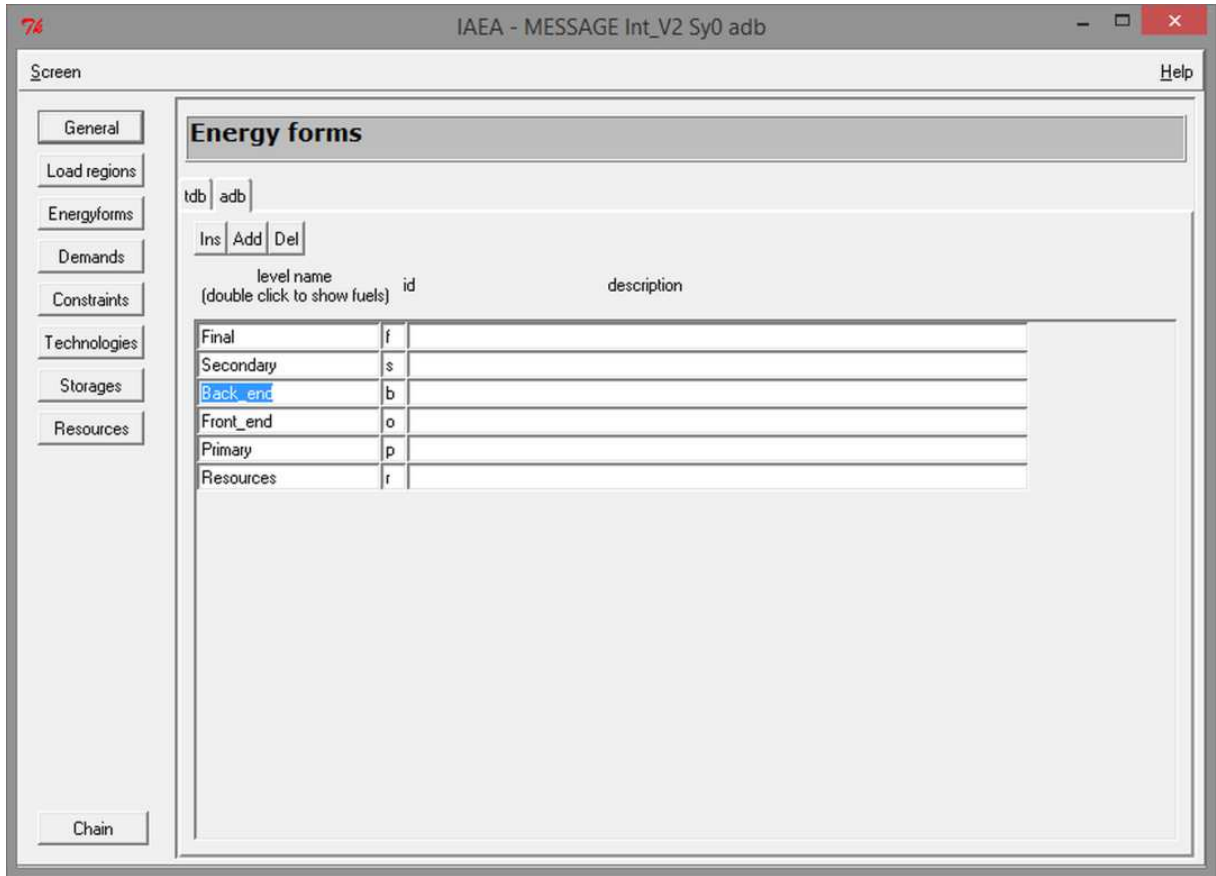 IAEA - MESSAGE Int_V2 Sy0 adb
Screen Help
General
Load regions
Energyforms
Demands
Constraints
Technologies
Storages
Resources
Chain
Energy forms
tdb adb
Ins Add Del
level name
(double click to show fuels) id description
Final f
Secondary s
Back_end b
Front_end o
Primary p
Resources r